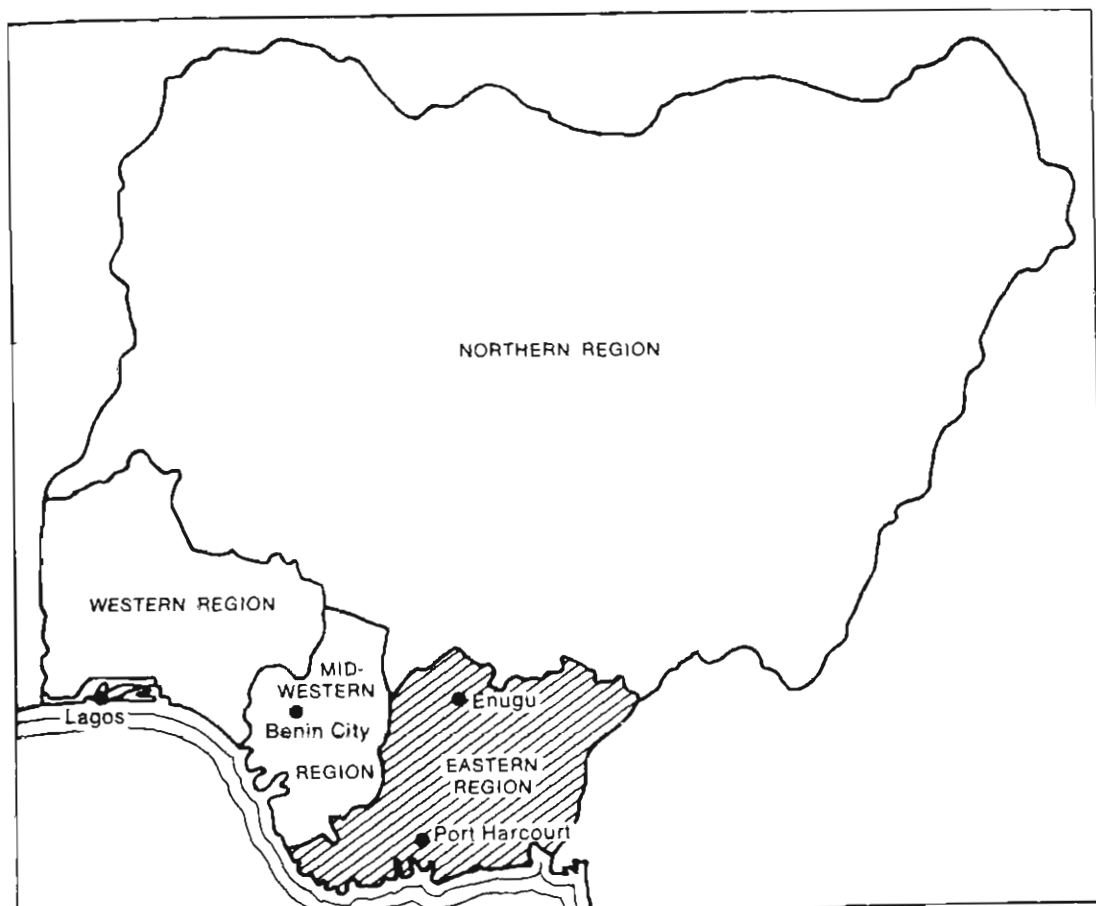 NORTHERN REGION
WESTERN REGION
MID-
WESTERN
Benin City
REGION
Lagos
Enugu
EASTERN
REGION
Port Harcourt